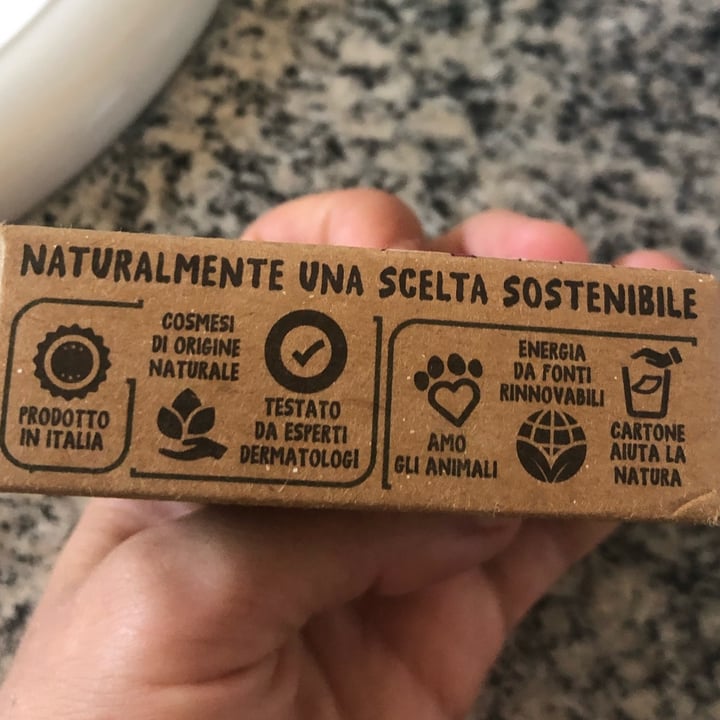 NATURALMENTE UNA SCELTA SOSTENIBILE
PRODOTTO
IN ITALIA
COSMESI
DI ORIGINE
NATURALE
TESTATO
DA ESPERTI
DERMATOLOGI
AMO
GLI ANIMALI
ENERGIA
DA FONTI
RINNOVABILI
CARTONE
AIUTA LA
NATURA